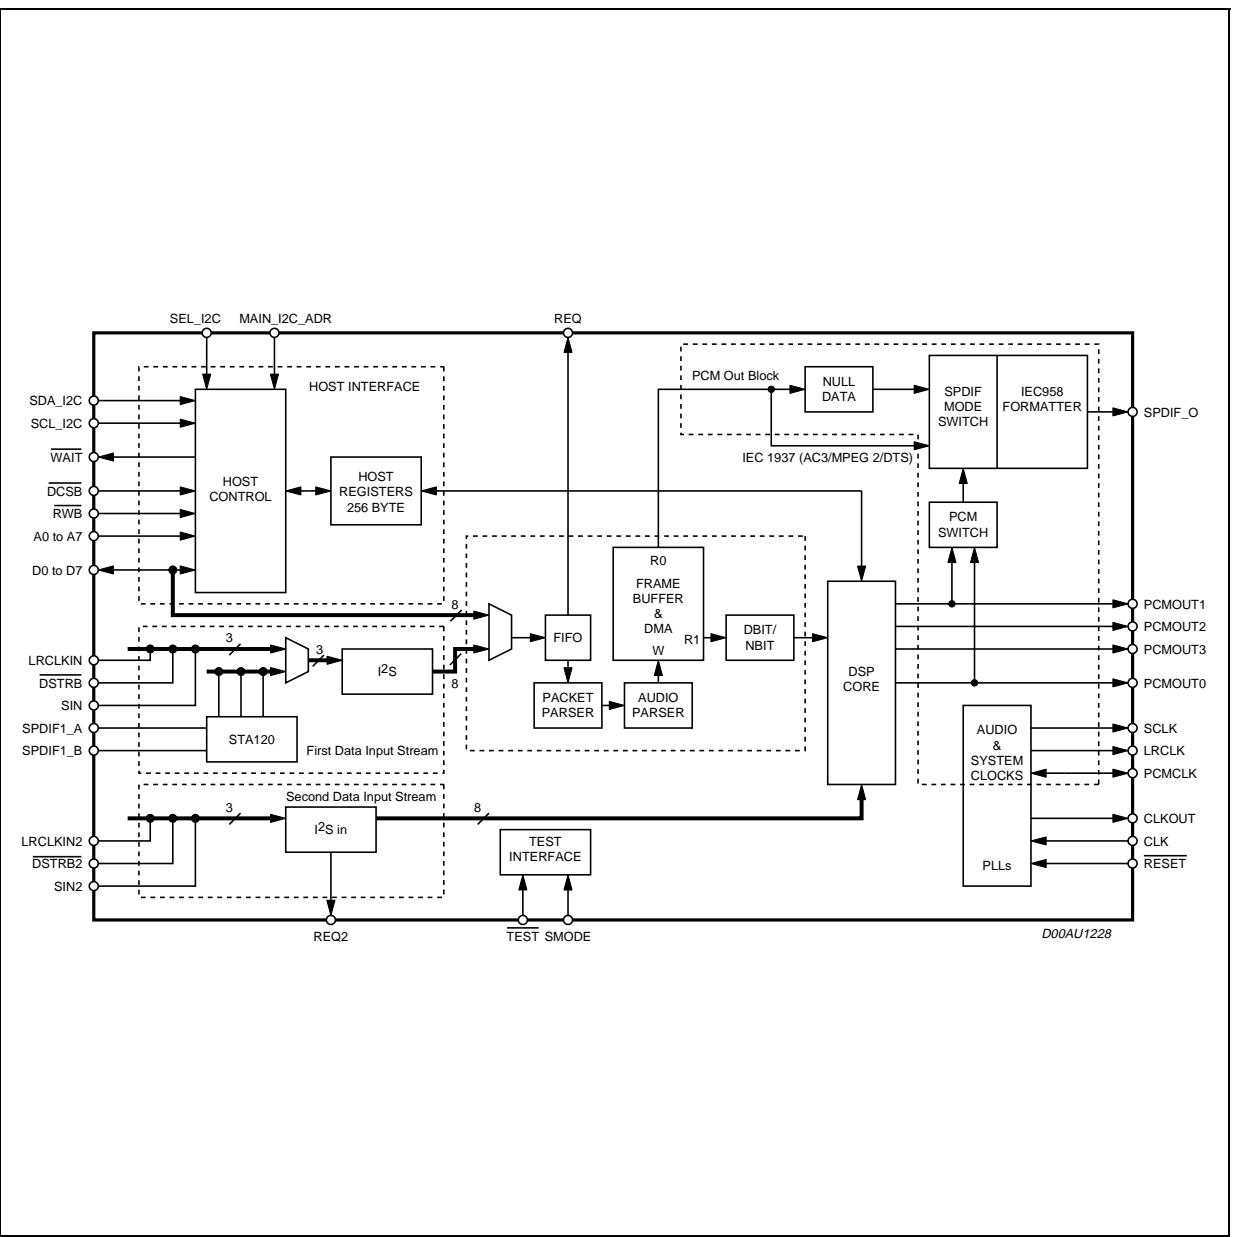 SEL_I2C
MAIN_I2C_ADR
REQ
HOST INTERFACE
PCM Out Block
NULL
DATA
SPDIF
MODE
SWITCH
IEC958
FORMATTER
SPDIF_O
SDA_I2C
SCL_I2C
WAIT
DCSB
RWB
A0 to A7
D0 to D7
HOST
CONTROL
HOST
REGISTERS
256 BYTE
IEC 1937 (AC3/MPEG 2/DTS)
PCM
SWITCH
R0
FRAME
BUFFER
&
DMA
R1
W
DBIT/
NBIT
8
FIFO
8
PACKET
PARSER
AUDIO
PARSER
DSP
CORE
PCMOUT1
PCMOUT2
PCMOUT3
PCMOUT0
LRCLKIN
DSTRB
SIN
SPDIF1_A
SPDIF1_B
3
3
I2S
STA120
First Data Input Stream
AUDIO
&
SYSTEM
CLOCKS
PLLs
SCLK
LRCLK
PCMCLK
CLKOUT
CLK
RESET
Second Data Input Stream
3
I2S in
8
LRCLKIN2
DSTRB2
SIN2
TEST
INTERFACE
REQ2
TEST
SMODE
D00AU1228